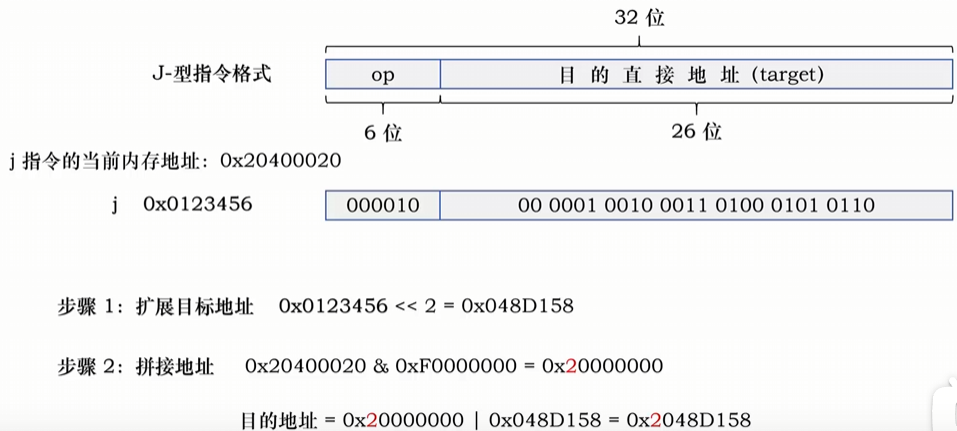 32 位
J-型指令格式 op 目 的 直 接 地 址 (target)
6 位 26 位
j 指令的当前内存地址：0x20400020
j 0x0123456 000010 00 0001 0010 0011 0100 0101 0110
步骤 1：扩展目标地址 0x0123456 << 2 = 0x048D158
步骤 2：拼接地址 0x20400020 & 0xF0000000 = 0x20000000
目的地址 = 0x20000000 | 0x048D158 = 0x2048D158